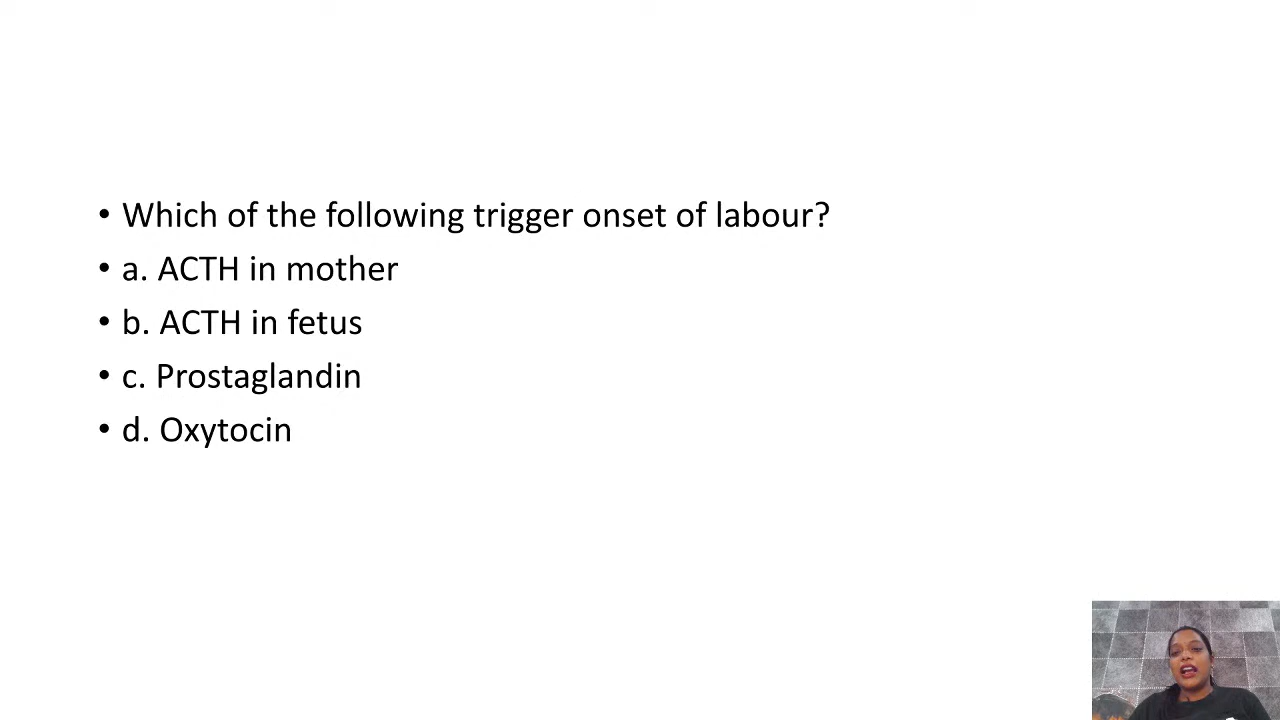 • Which of the following trigger onset of labour?
• a. ACTH in mother
• b. ACTH in fetus
• c. Prostaglandin
• d. Oxytocin